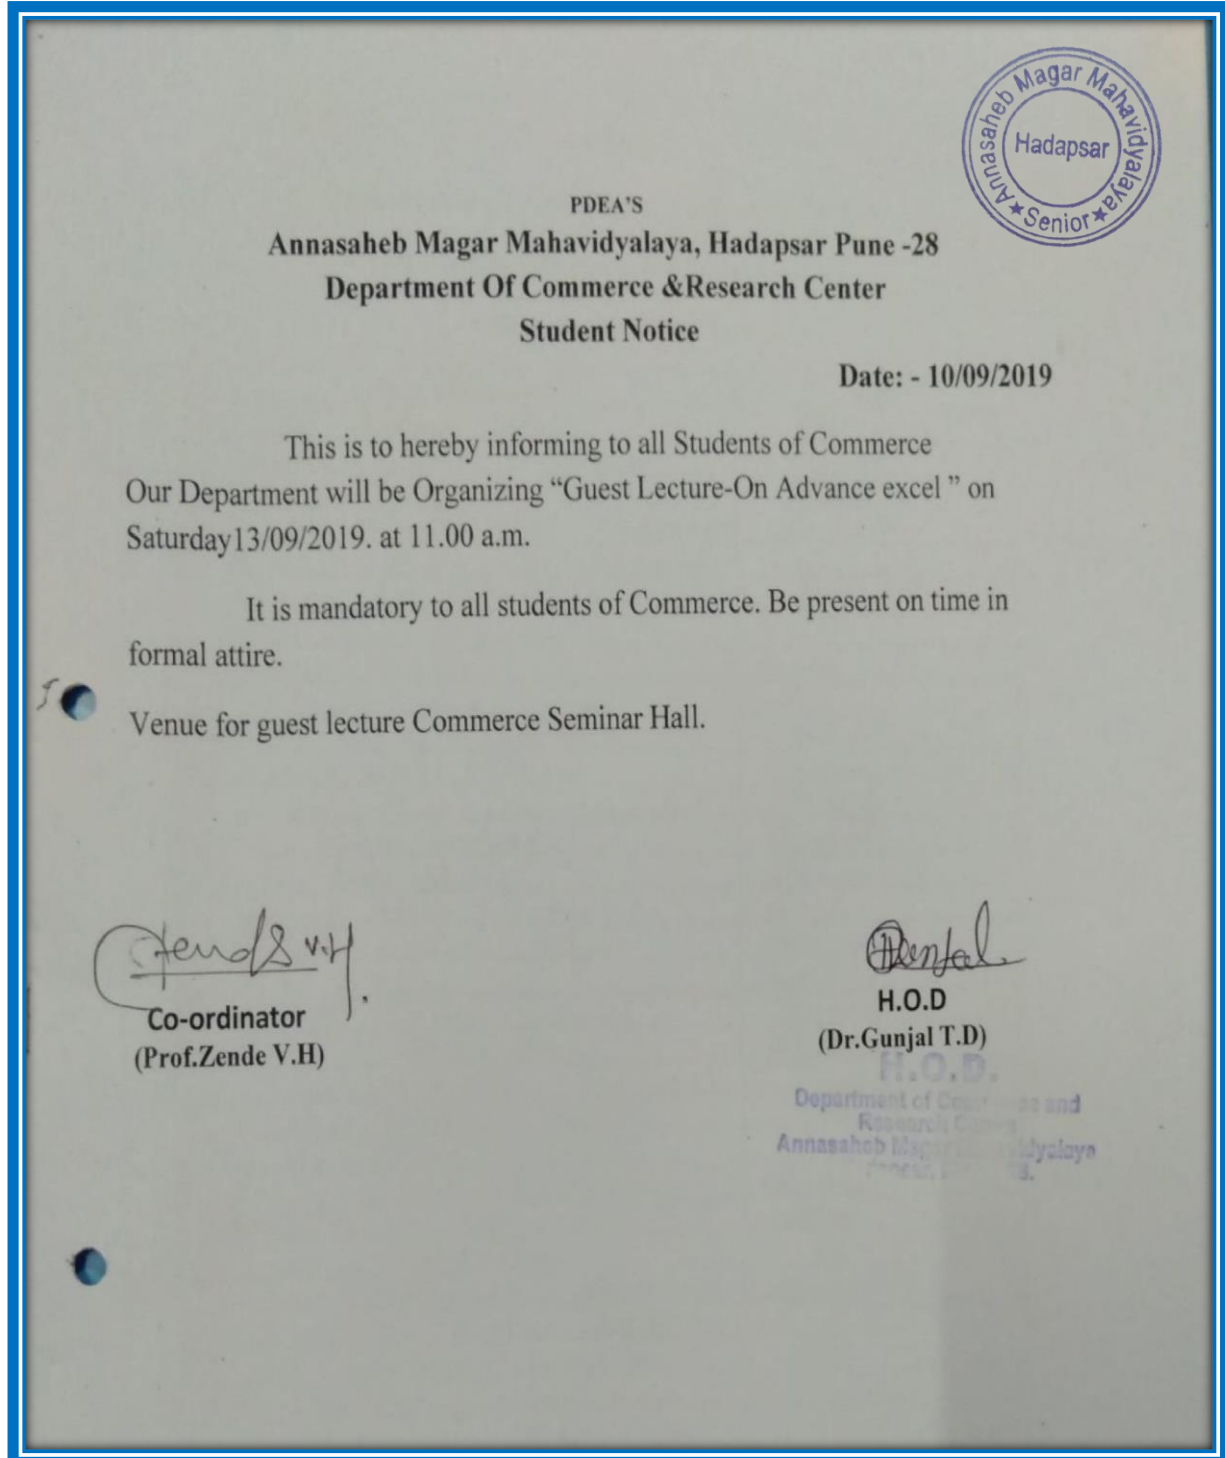 Annasaheb Magar Mahavidyalaya
Hadapsar
★ Senior ★
PDEA'S
Annasaheb Magar Mahavidyalaya, Hadapsar Pune -28
Department Of Commerce &Research Center
Student Notice
Date: - 10/09/2019
This is to hereby informing to all Students of Commerce
Our Department will be Organizing “Guest Lecture-On Advance excel ” on
Saturday13/09/2019. at 11.00 a.m.
It is mandatory to all students of Commerce. Be present on time in
formal attire.
Venue for guest lecture Commerce Seminar Hall.
V.H
Co-ordinator
(Prof.Zende V.H)
H.O.D
(Dr.Gunjal T.D)
H.O.D.
Department of and
Research
Annasaheb